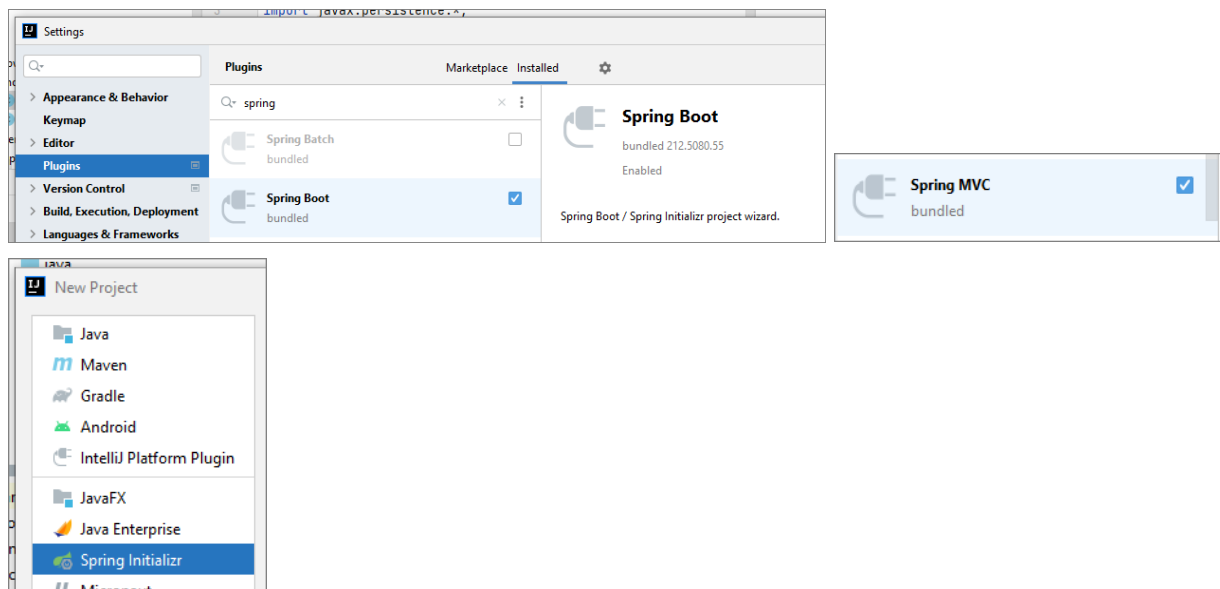 import javax.persistence.*;
Settings
Appearance & Behavior
Keymap
Editor
Plugins
Version Control
Build, Execution, Deployment
Languages & Frameworks
Plugins
Marketplace Installed
spring
Spring Batch
bundled
Spring Boot
bundled
Spring Boot
bundled 212.5080.55
Enabled
Spring Boot / Spring Initializr project wizard.
Spring MVC
bundled
java
New Project
Java
Maven
Gradle
Android
IntelliJ Platform Plugin
JavaFX
Java Enterprise
Spring Initializr
Micronaut